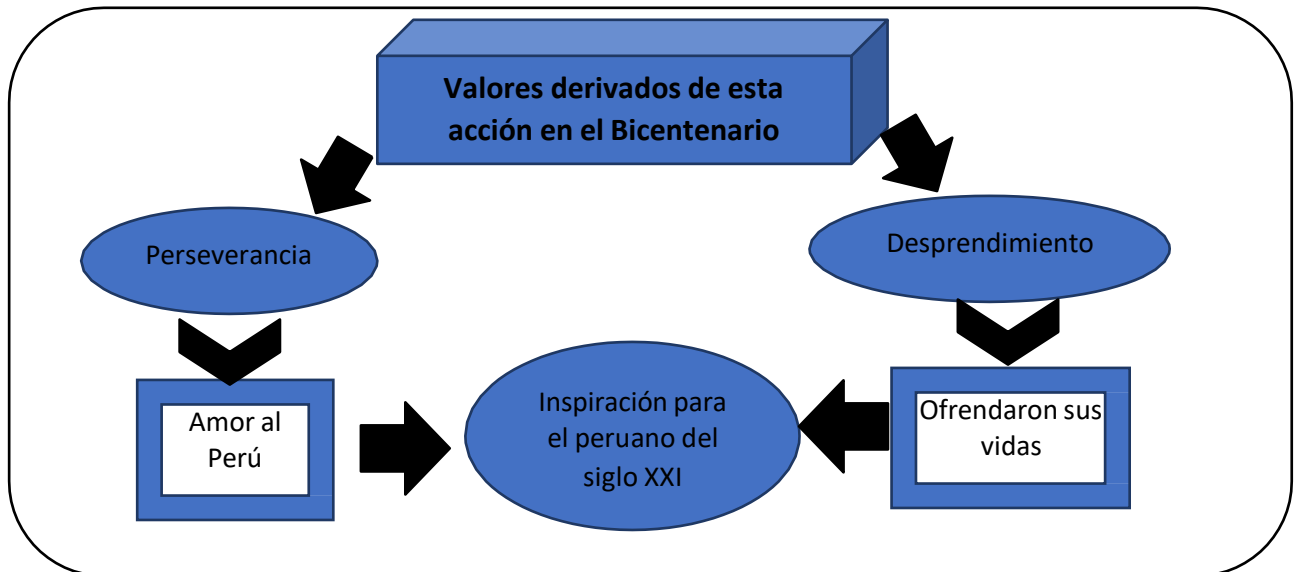 Valores derivados de esta
acción en el Bicentenario
Perseverancia
Desprendimiento
Amor al
Perú
Inspiración para
el peruano del
siglo XXI
Ofrendaron sus
vidas